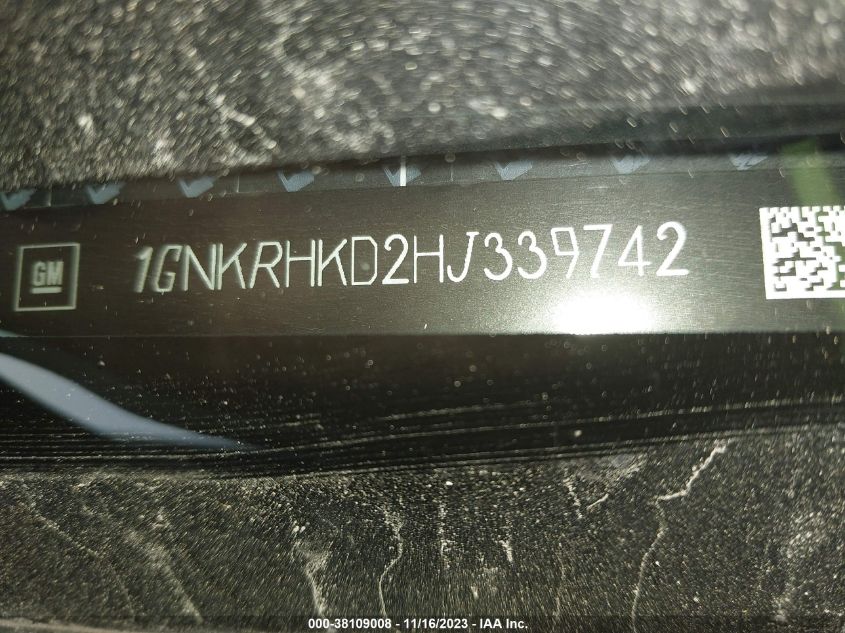 GM
1GNKRHKD2HJ339742
000-38109008 - 11/16/2023 - IAA Inc.